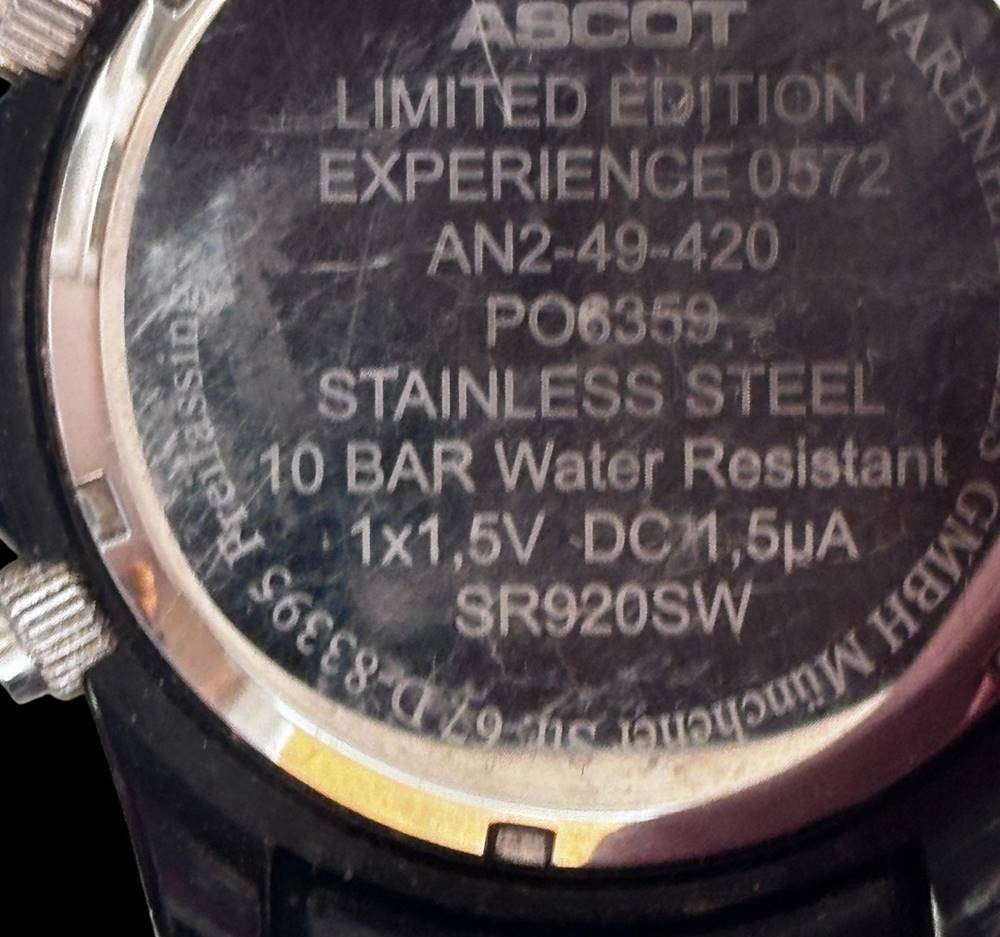 ASCOT
LIMITED EDITION
EXPERIENCE 0572
AN2-49-420
PO6359
STAINLESS STEEL
10 BAR Water Resistant
1x1,5V DC 1,5µA
SR920SW
GMBH Münchener Str. 67 D-83395 Freilassing